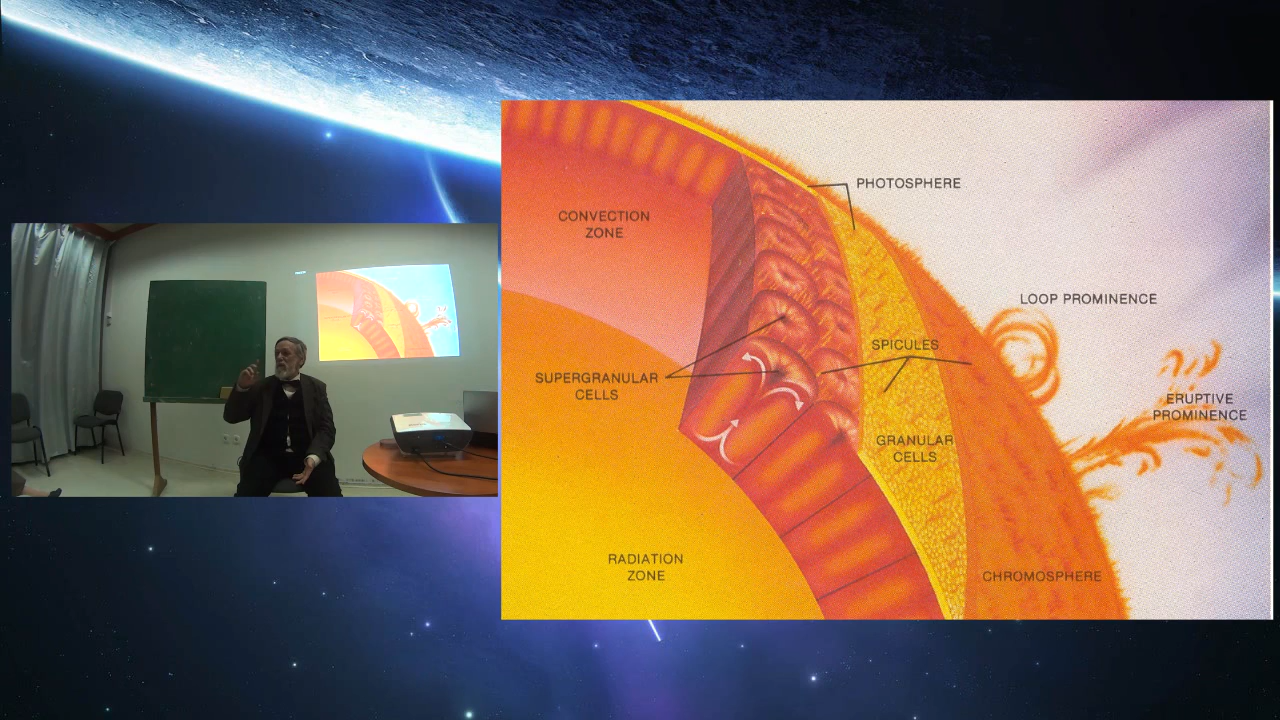 PHOTOSPHERE
CONVECTION
ZONE
LOOP PROMINENCE
SPICULES
SUPERGRANULAR
CELLS
ERUPTIVE
PROMINENCE
GRANULAR
CELLS
RADIATION
ZONE
CHROMOSPHERE